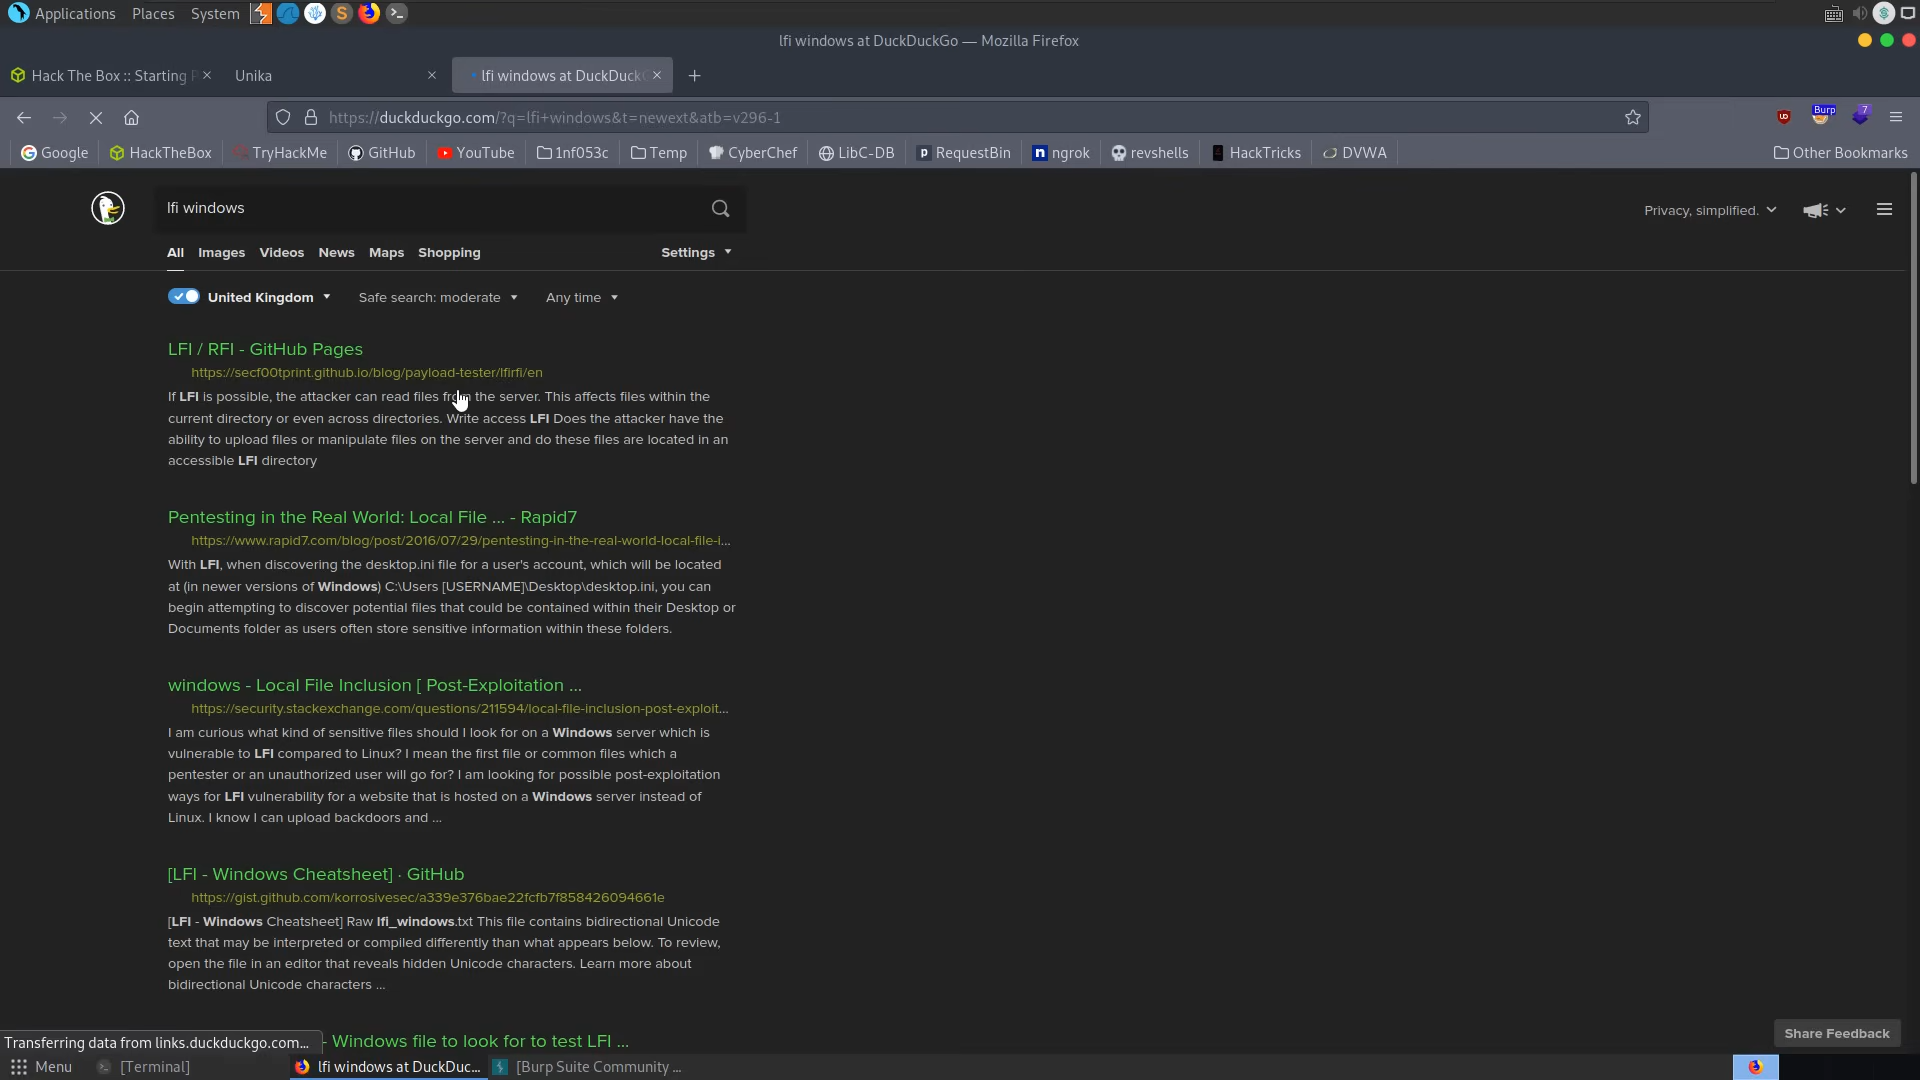 Applications Places System
lfi windows at DuckDuckGo — Mozilla Firefox
Hack The Box :: Starting
Unika
lfi windows at DuckDuck
https://duckduckgo.com/?q=lfi+windows&t=newext&atb=v296-1
Burp
7
Google HackTheBox TryHackMe GitHub YouTube 1nf053c Temp CyberChef LibC-DB RequestBin ngrok revshells HackTricks DVWA Other Bookmarks
lfi windows
Privacy, simplified.
All Images Videos News Maps Shopping Settings
United Kingdom Safe search: moderate Any time
LFI / RFI - GitHub Pages
https://secf00tprint.github.io/blog/payload-tester/lfirfi/en
If LFI is possible, the attacker can read files from the server. This affects files within the
current directory or even across directories. Write access LFI Does the attacker have the
ability to upload files or manipulate files on the server and do these files are located in an
accessible LFI directory
Pentesting in the Real World: Local File ... - Rapid7
https://www.rapid7.com/blog/post/2016/07/29/pentesting-in-the-real-world-local-file-i...
With LFI, when discovering the desktop.ini file for a user's account, which will be located
at (in newer versions of Windows) C:\Users [USERNAME]\Desktop\desktop.ini, you can
begin attempting to discover potential files that could be contained within their Desktop or
Documents folder as users often store sensitive information within these folders.
windows - Local File Inclusion [ Post-Exploitation ...
https://security.stackexchange.com/questions/211594/local-file-inclusion-post-exploit...
I am curious what kind of sensitive files should I look for on a Windows server which is
vulnerable to LFI compared to Linux? I mean the first file or common files which a
pentester or an unauthorized user will go for? I am looking for possible post-exploitation
ways for LFI vulnerability for a website that is hosted on a Windows server instead of
Linux. I know I can upload backdoors and ...
[LFI - Windows Cheatsheet] · GitHub
https://gist.github.com/korrosivesec/a339e376bae22fcfb7f858426094661e
[LFI - Windows Cheatsheet] Raw lfi_windows.txt This file contains bidirectional Unicode
text that may be interpreted or compiled differently than what appears below. To review,
open the file in an editor that reveals hidden Unicode characters. Learn more about
bidirectional Unicode characters ...
Share Feedback
Transferring data from links.duckduckgo.com...
- Windows file to look for to test LFI ...
Menu [Terminal] lfi windows at DuckDuc... [Burp Suite Community ...